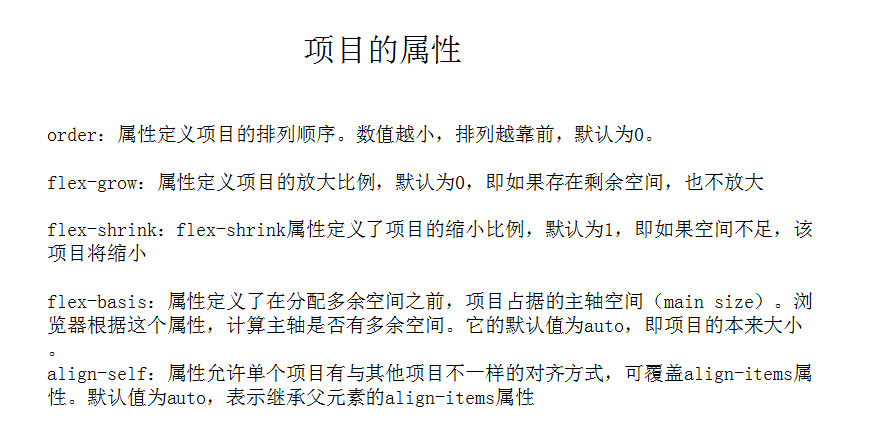 项目的属性
order：属性定义项目的排列顺序。数值越小，排列越靠前，默认为0。
flex-grow：属性定义项目的放大比例，默认为0，即如果存在剩余空间，也不放大
flex-shrink：flex-shrink属性定义了项目的缩小比例，默认为1，即如果空间不足，该
项目将缩小
flex-basis：属性定义了在分配多余空间之前，项目占据的主轴空间（main size）。浏
览器根据这个属性，计算主轴是否有多余空间。它的默认值为auto，即项目的本来大小
。
align-self：属性允许单个项目有与其他项目不一样的对齐方式，可覆盖align-items属
性。默认值为auto，表示继承父元素的align-items属性